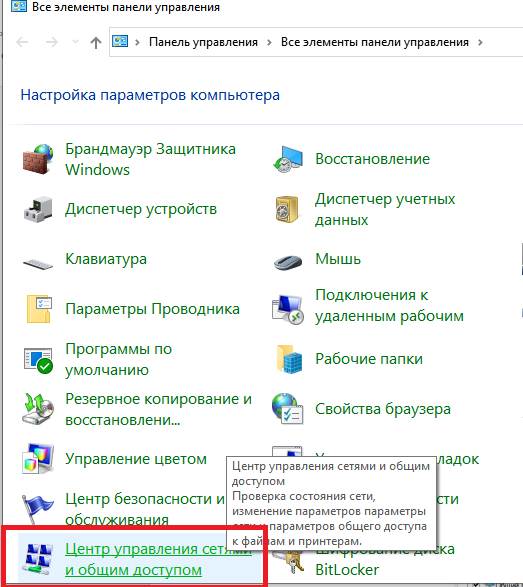 Все элементы панели управления
Панель управления > Все элементы панели управления >
Настройка параметров компьютера
Брандмауэр Защитника
Windows
Восстановление
Диспетчер устройств
Диспетчер учетных
данных
Клавиатура
Мышь
Параметры Проводника
Подключения к
удаленным рабочим
Программы по
умолчанию
Рабочие папки
Резервное копирование и
восстановлени...
Свойства браузера
Управление цветом
У
ладок
Центр безопасности и
обслуживания
сти
Центр управления сетями
и общим доступом
Центр управления сетями и общим
доступом
Проверка состояния сети,
изменение параметров параметры
сети и параметров общего доступа
к файлам и принтерам.
Шифрование диска
BitLocker